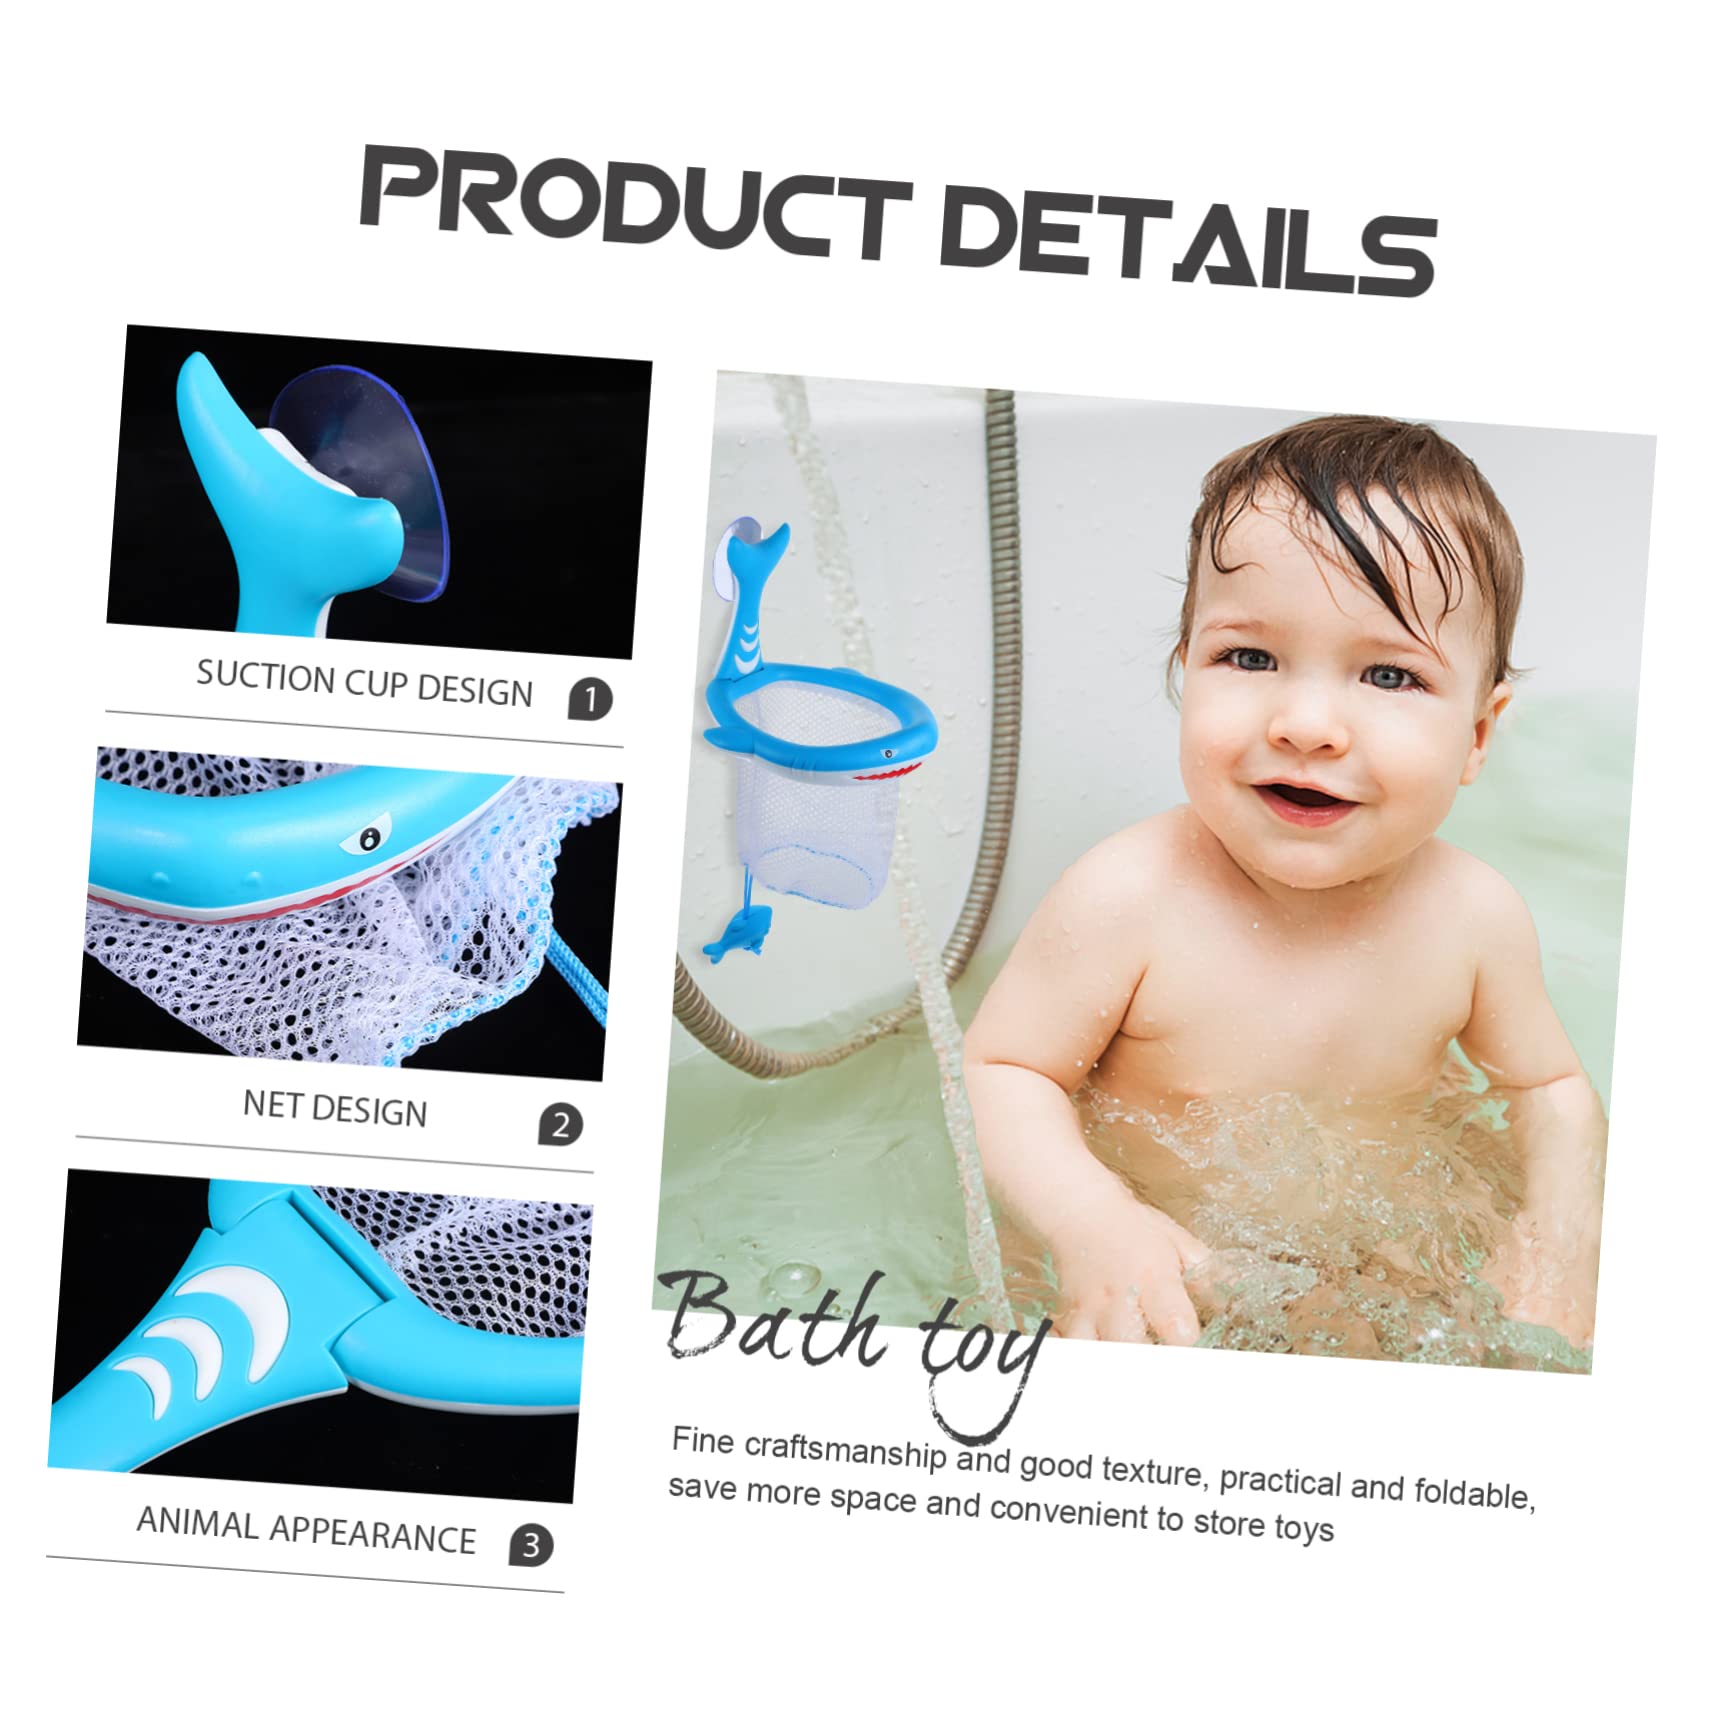 PRODUCT DETAILS
SUCTION CUP DESIGN 1
NET DESIGN 2
ANIMAL APPEARANCE 3
Bath toy
Fine craftsmanship and good texture, practical and foldable,
save more space and convenient to store toys